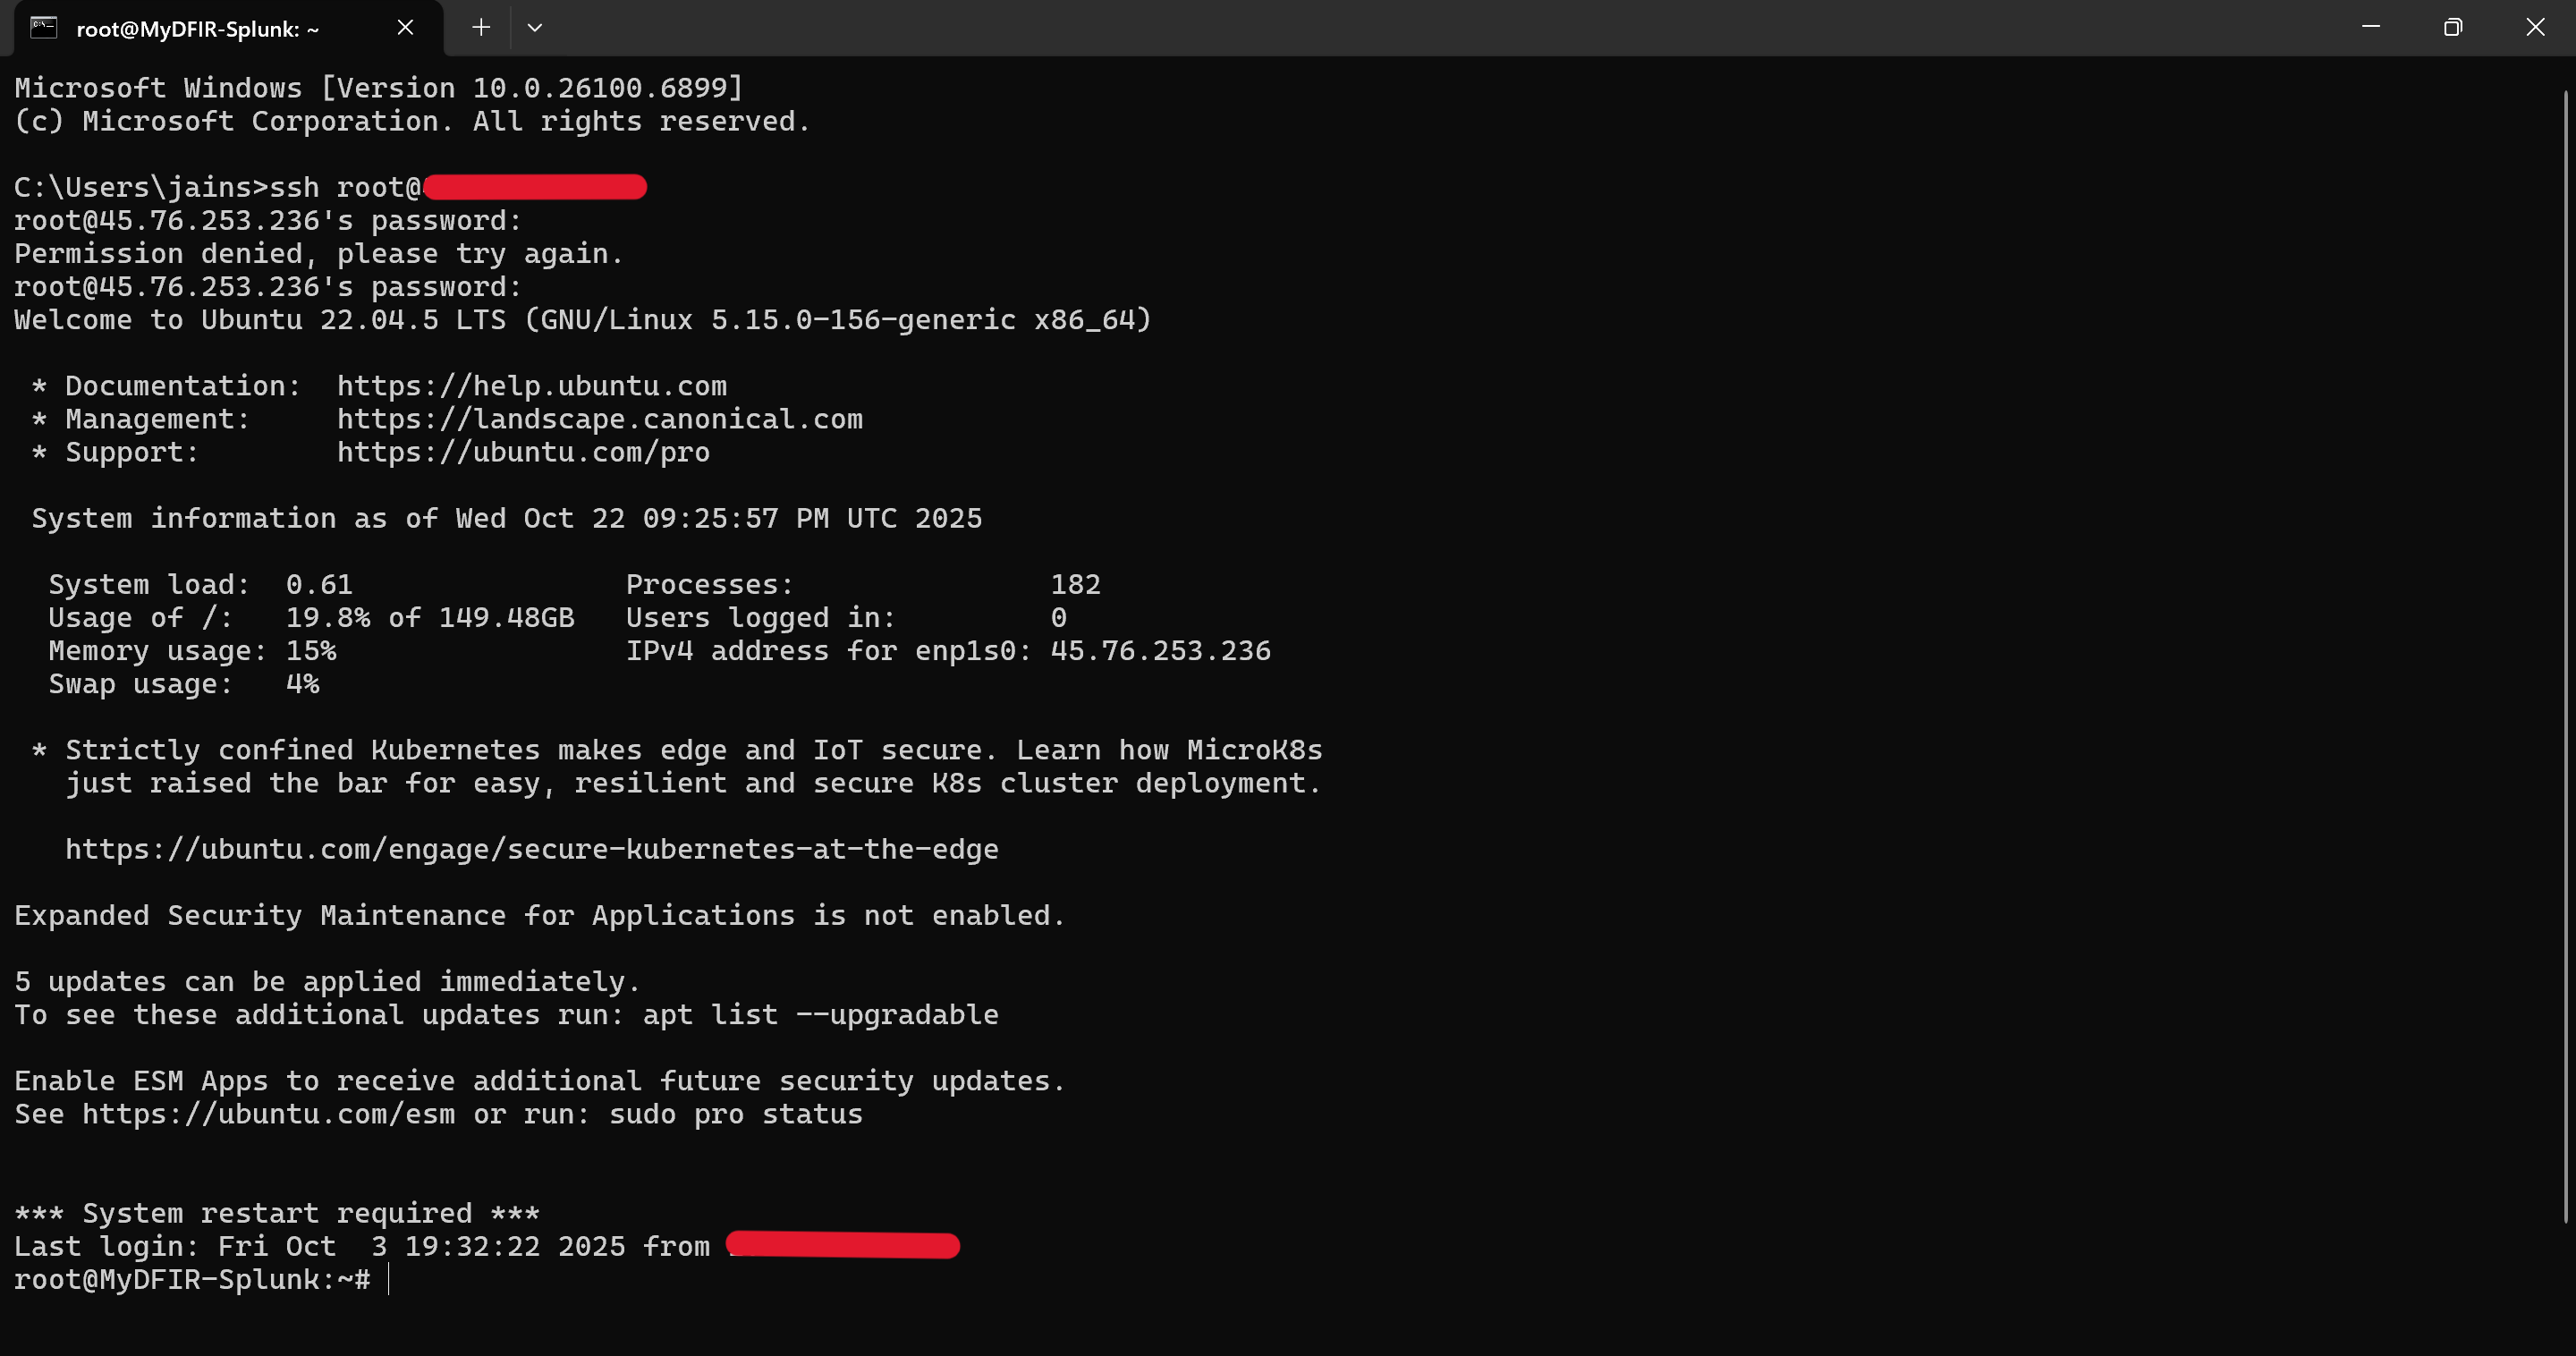 root@MyDFIR-Splunk: ~
Microsoft Windows [Version 10.0.26100.6899]
(c) Microsoft Corporation. All rights reserved.
C:\Users\jains>ssh root@
root@45.76.253.236's password:
Permission denied, please try again.
root@45.76.253.236's password:
Welcome to Ubuntu 22.04.5 LTS (GNU/Linux 5.15.0-156-generic x86_64)
* Documentation:  https://help.ubuntu.com
* Management:     https://landscape.canonical.com
* Support:        https://ubuntu.com/pro
System information as of Wed Oct 22 09:25:57 PM UTC 2025
System load:  0.61                Processes:               182
Usage of /:   19.8% of 149.48GB   Users logged in:         0
Memory usage: 15%                 IPv4 address for enp1s0: 45.76.253.236
Swap usage:   4%
* Strictly confined Kubernetes makes edge and IoT secure. Learn how MicroK8s
just raised the bar for easy, resilient and secure K8s cluster deployment.
https://ubuntu.com/engage/secure-kubernetes-at-the-edge
Expanded Security Maintenance for Applications is not enabled.
5 updates can be applied immediately.
To see these additional updates run: apt list --upgradable
Enable ESM Apps to receive additional future security updates.
See https://ubuntu.com/esm or run: sudo pro status
*** System restart required ***
Last login: Fri Oct  3 19:32:22 2025 from
root@MyDFIR-Splunk:~#